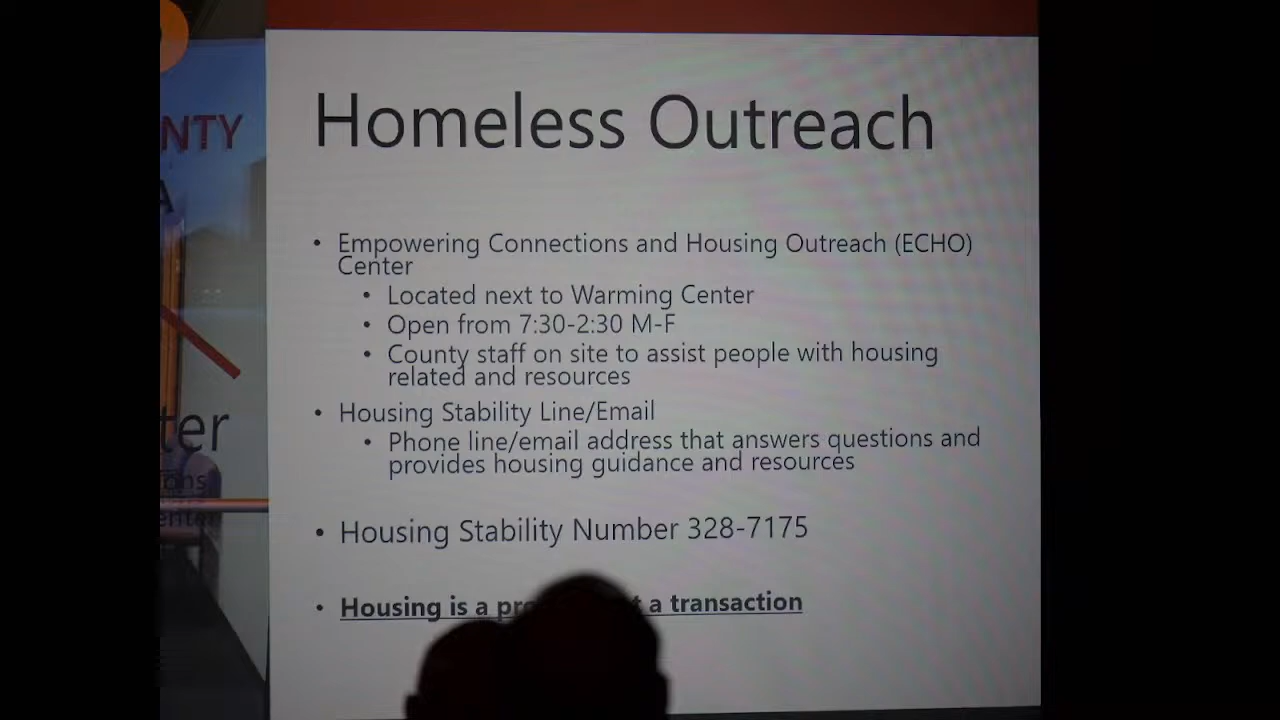 NTY
A
ter
Homeless Outreach
• Empowering Connections and Housing Outreach (ECHO)
Center
• Located next to Warming Center
• Open from 7:30-2:30 M-F
• County staff on site to assist people with housing
related and resources
• Housing Stability Line/Email
• Phone line/email address that answers questions and
provides housing guidance and resources
• Housing Stability Number 328-7175
• Housing is a a transaction